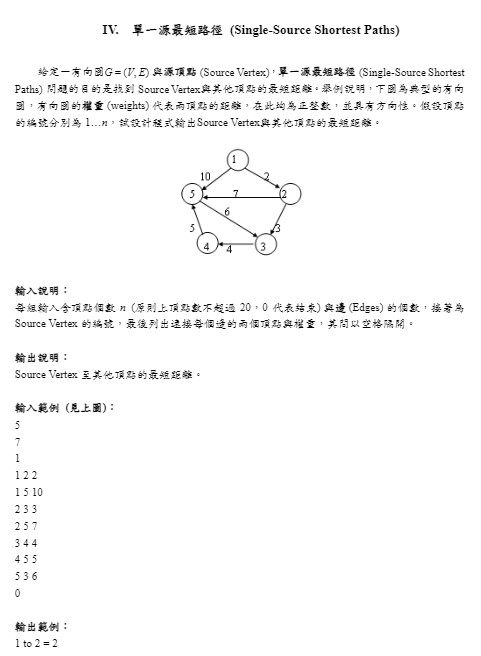 IV. 單一源最短路徑 (Single-Source Shortest Paths)
給定一有向圖G = (V, E) 與源頂點 (Source Vertex),單一源最短路徑 (Single-Source Shortest
Paths) 問題的目的是找到 Source Vertex與其他頂點的最短距離。舉例說明,下圖為典型的有向
圖,有向圖的權重 (weights) 代表兩頂點的距離,在此均為正整數,並具有方向性。假設頂點
的編號分別為 1…n,試設計程式輸出Source Vertex與其他頂點的最短距離。
1
10
2
5
7
2
6
5
3
4
4
3
輸入說明:
每組輸入含頂點個數 n (原則上頂點數不超過 20,0 代表結束) 與邊 (Edges) 的個數,接著為
Source Vertex 的編號,最後列出連接每個邊的兩個頂點與權重,其間以空格隔開。
輸出說明:
Source Vertex 至其他頂點的最短距離。
輸入範例 (見上圖):
5
7
1
1 2 2
1 5 10
2 3 3
2 5 7
3 4 4
4 5 5
5 3 6
0
輸出範例:
1 to 2 = 2